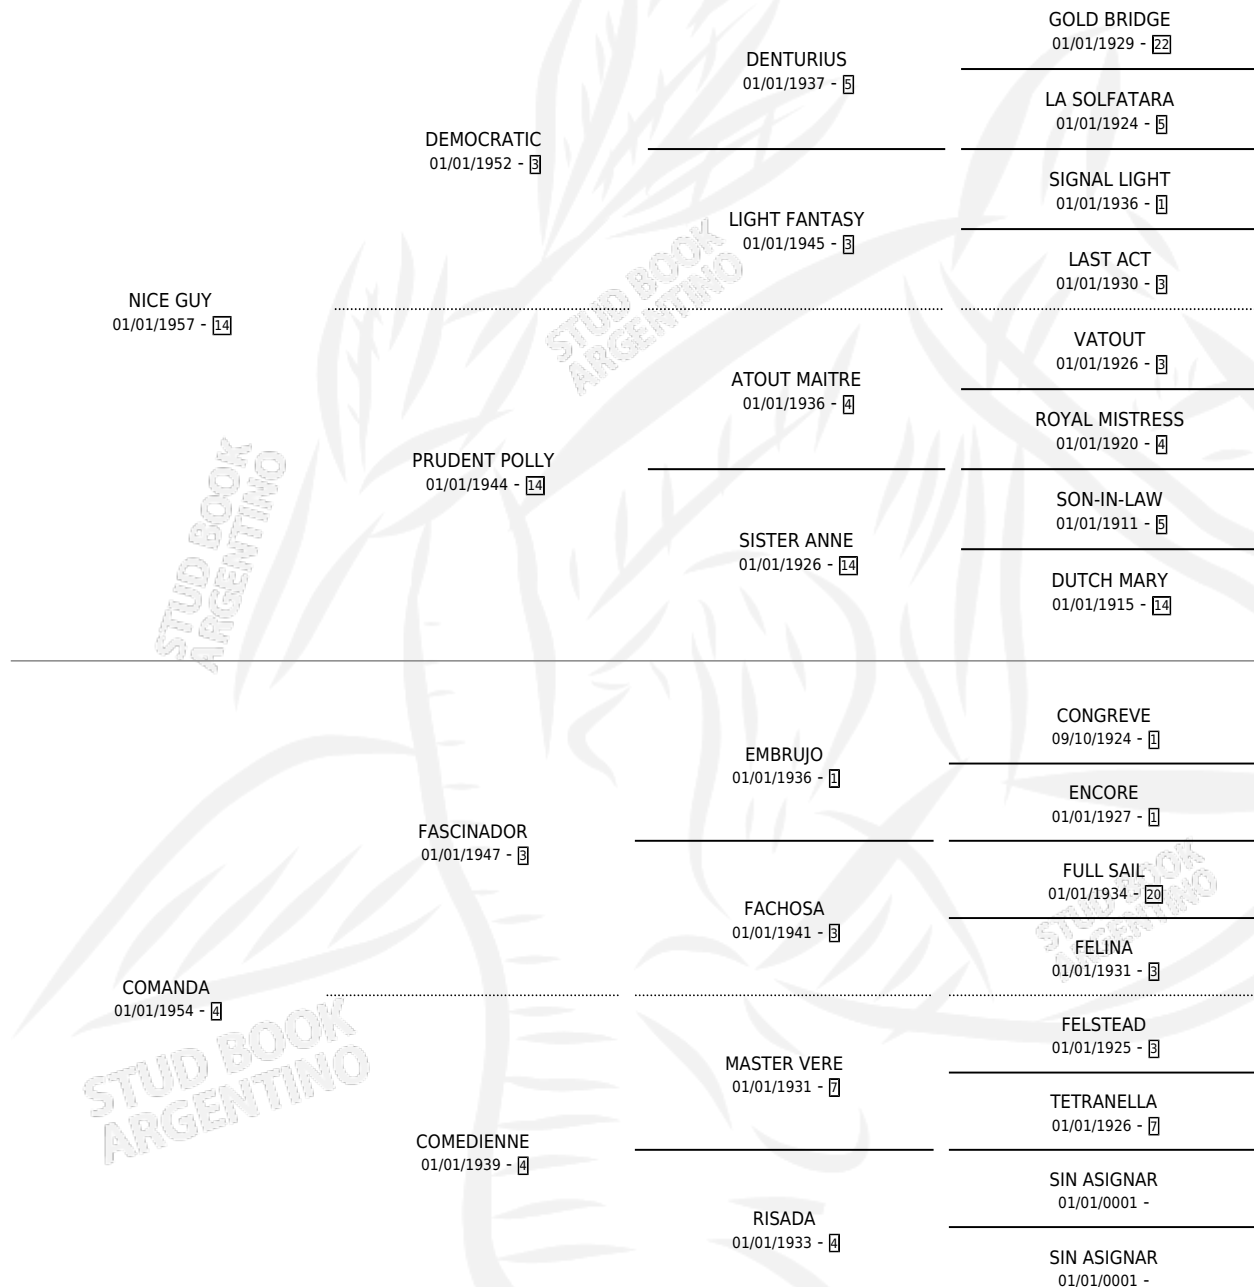 GOLD BRIDGE
01/01/1929 - 22
DENTURIUS
01/01/1937 - 5
LA SOLFATARA
01/01/1924 - 5
DEMOCRATIC
01/01/1952 - 3
SIGNAL LIGHT
01/01/1936 - 1
LIGHT FANTASY
01/01/1945 - 3
LAST ACT
01/01/1930 - 3
NICE GUY
01/01/1957 - 14
VATOUT
01/01/1926 - 3
ATOUT MAITRE
01/01/1936 - 4
ROYAL MISTRESS
01/01/1920 - 4
PRUDENT POLLY
01/01/1944 - 14
SON-IN-LAW
01/01/1911 - 5
SISTER ANNE
01/01/1926 - 14
DUTCH MARY
01/01/1915 - 14
STUD BOOK
ARGENTINO
STUD BOOK
ARGENTINO
CONGREVE
09/10/1924 - 1
EMBRUJO
01/01/1936 - 1
ENCORE
01/01/1927 - 1
FASCINADOR
01/01/1947 - 3
FULL SAIL
01/01/1934 - 20
FACHOSA
01/01/1941 - 3
FELINA
01/01/1931 - 3
STUD BOOK
ARGENTINO
COMANDA
01/01/1954 - 4
FELSTEAD
01/01/1925 - 3
MASTER VERE
01/01/1931 - 7
TETRANELLA
01/01/1926 - 7
STUD BOOK
ARGENTINO
COMEDIENNE
01/01/1939 - 4
SIN ASIGNAR
01/01/0001 -
RISADA
01/01/1933 - 4
SIN ASIGNAR
01/01/0001 -